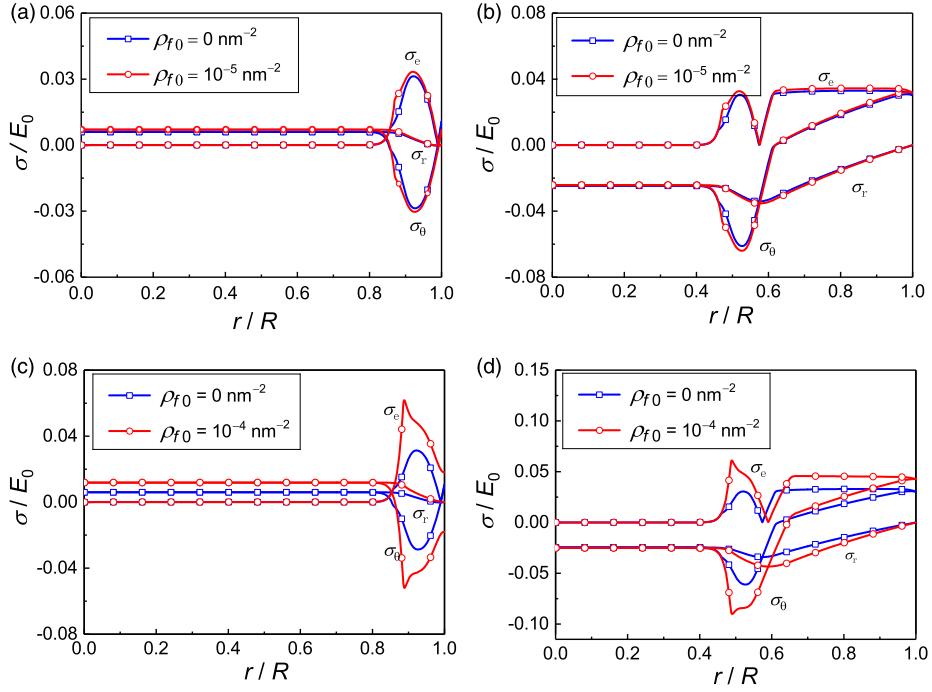 (a)
ρf0 = 0 nm⁻²
ρf0 = 10⁻⁵ nm⁻²
σe
σr
σθ
0.06
0.03
0.00
-0.03
-0.06
σ / E0
0.0 0.2 0.4 0.6 0.8 1.0
r / R
(b)
ρf0 = 0 nm⁻²
ρf0 = 10⁻⁵ nm⁻²
σe
σr
σθ
0.08
0.04
0.00
-0.04
-0.08
σ / E0
0.0 0.2 0.4 0.6 0.8 1.0
r / R
(c)
ρf0 = 0 nm⁻²
ρf0 = 10⁻⁴ nm⁻²
σe
σr
σθ
0.08
0.04
0.00
-0.04
-0.08
σ / E0
0.0 0.2 0.4 0.6 0.8 1.0
r / R
(d)
ρf0 = 0 nm⁻²
ρf0 = 10⁻⁴ nm⁻²
σe
σr
σθ
0.15
0.10
0.05
0.00
-0.05
-0.10
σ / E0
0.0 0.2 0.4 0.6 0.8 1.0
r / R